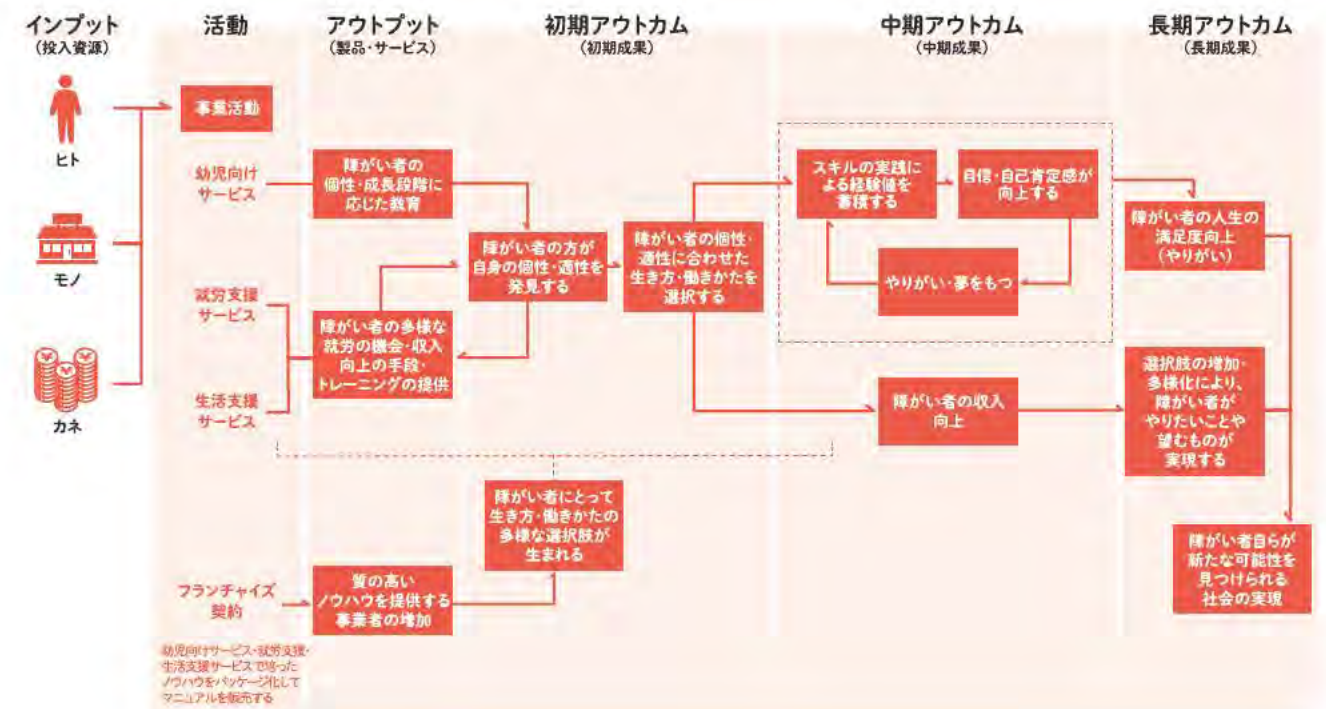 インプット
(投入資源)
活動
アウトプット
(製品・サービス)
初期アウトカム
(初期成果)
中期アウトカム
(中期成果)
長期アウトカム
(長期成果)
ヒト
モノ
カネ
事業活動
幼児向け
サービス
就労支援
サービス
生活支援
サービス
フランチャイズ
契約
幼児向けサービス・就労支援・
生活支援サービスで培った
ノウハウをパッケージ化して
マニュアルを販売する
障がい者の
個性・成長段階に
応じた教育
障がい者の多様な
就労の機会・収入
向上の手段・
トレーニングの提供
質の高い
ノウハウを提供する
事業者の増加
障がい者の方が
自身の個性・適性を
発見する
障がい者の個性・
適性に合わせた
生き方・働きかたを
選択する
障がい者にとって
生き方・働きかたの
多様な選択肢が
生まれる
スキルの実践に
よる経験値を
蓄積する
自信・自己肯定感が
向上する
やりがい・夢をもつ
障がい者の収入
向上
障がい者の人生の
満足度向上
(やりがい)
選択肢の増加・
多様化により、
障がい者が
やりたいことや
望むものが
実現する
障がい者自らが
新たな可能性を
見つけられる
社会の実現